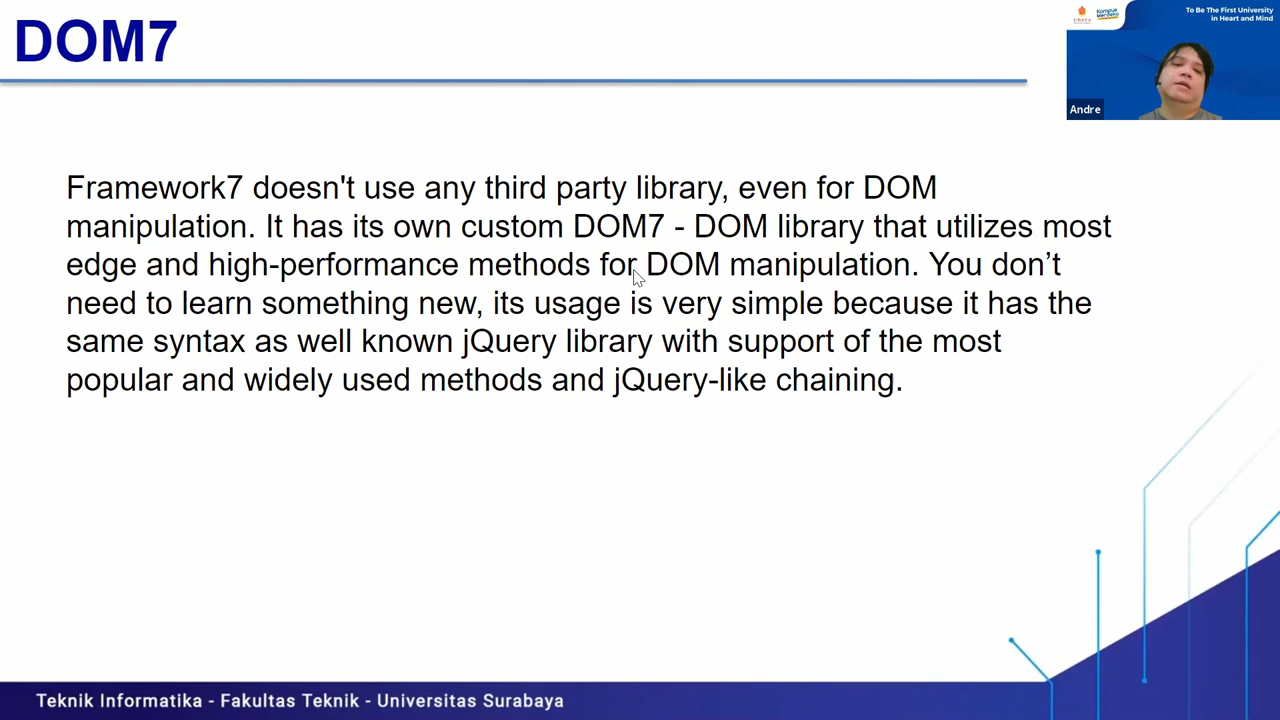 DOM7
To Be The First University
in Heart and Mind
UBAYA
Kampus
Merdeka
Andre
Framework7 doesn't use any third party library, even for DOM
manipulation. It has its own custom DOM7 - DOM library that utilizes most
edge and high-performance methods for DOM manipulation. You don’t
need to learn something new, its usage is very simple because it has the
same syntax as well known jQuery library with support of the most
popular and widely used methods and jQuery-like chaining.
Teknik Informatika - Fakultas Teknik - Universitas Surabaya